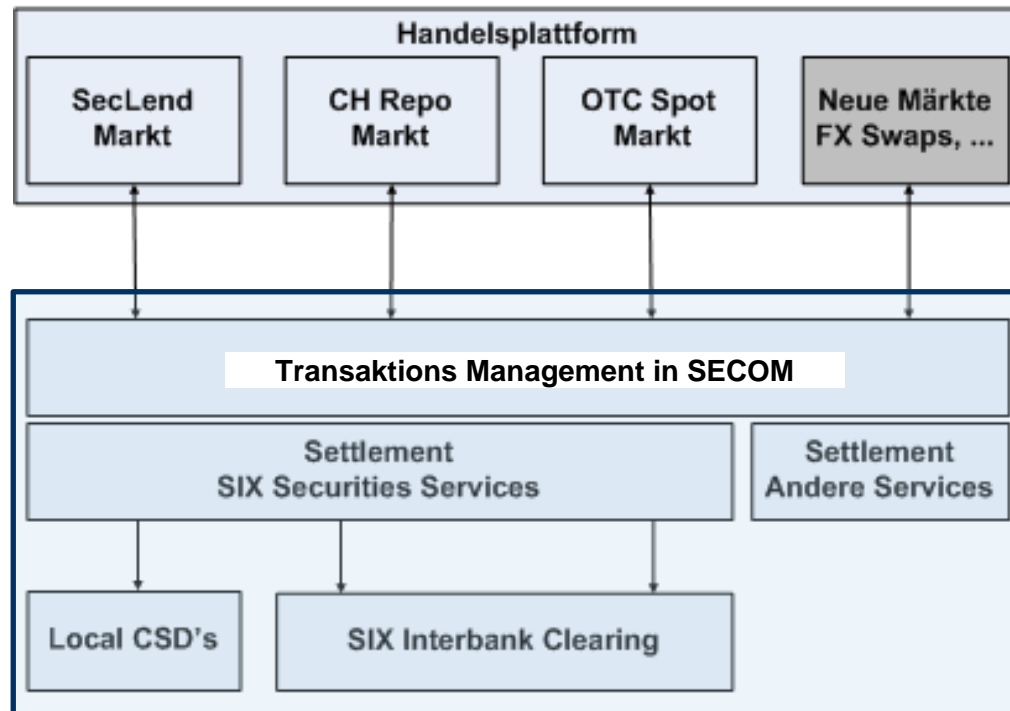 Handelsplattform
SecLend
Markt
CH Repo
Markt
OTC Spot
Markt
Neue Märkte
FX Swaps, ...
Transaktions Management in SECOM
Settlement
SIX Securities Services
Settlement
Andere Services
Local CSD's
SIX Interbank Clearing